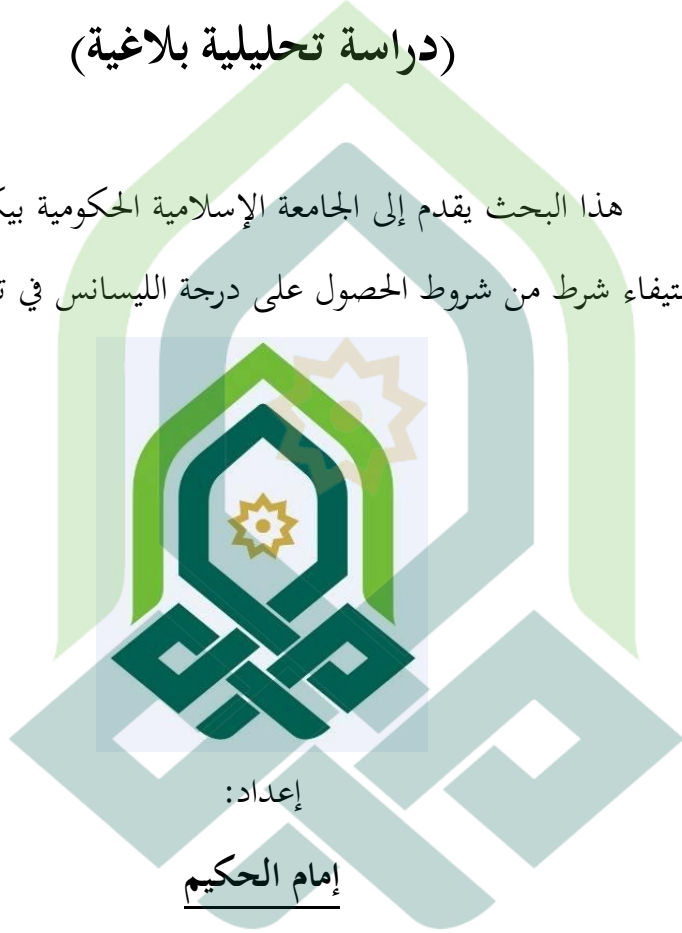 (دراسة تحليلية بلاغية)
هذا البحث يقدم إلى الجامعة الإسلامية الحكومية
شرط من شروط الحصول على درجة الليسانس في
إعداد:
إمام الحكيم